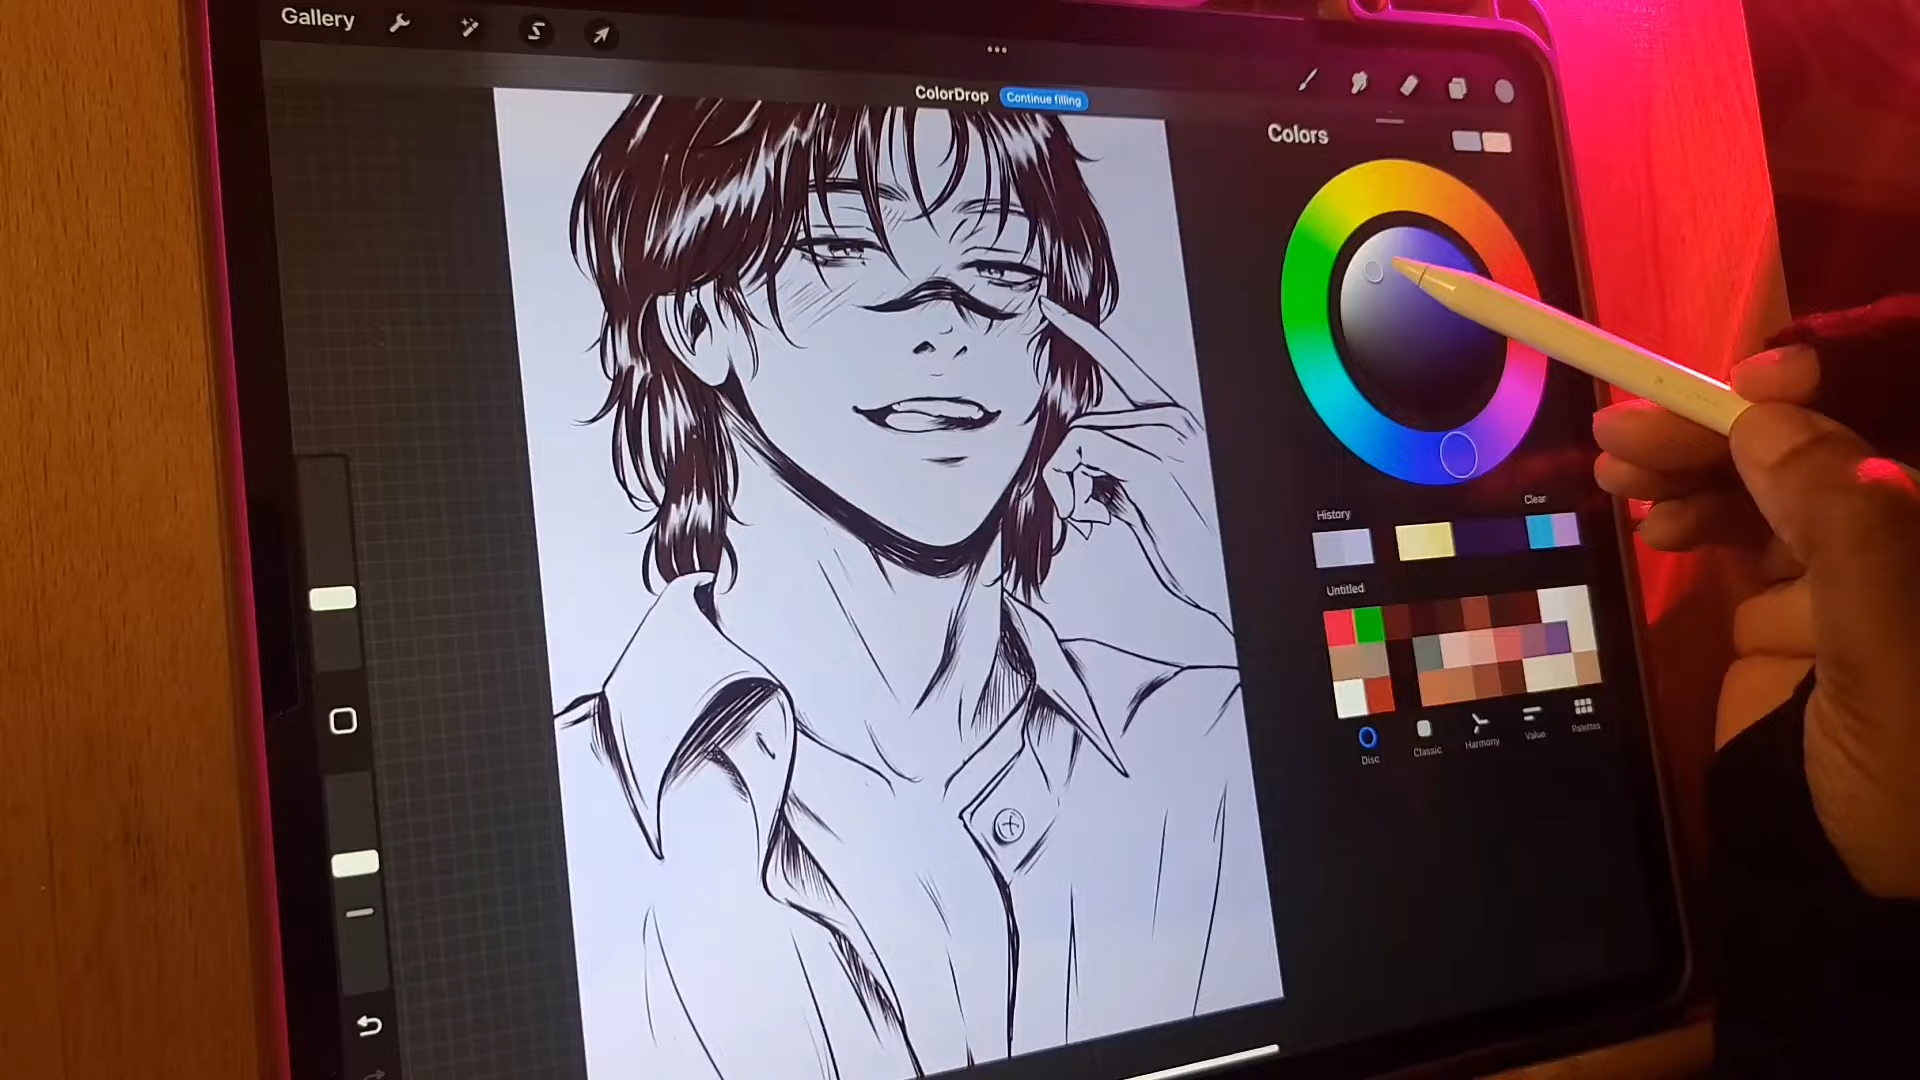 Gallery
ColorDrop Continue filling
Colors
Clear
History
Untitled
Disc Classic Harmony Value Palettes